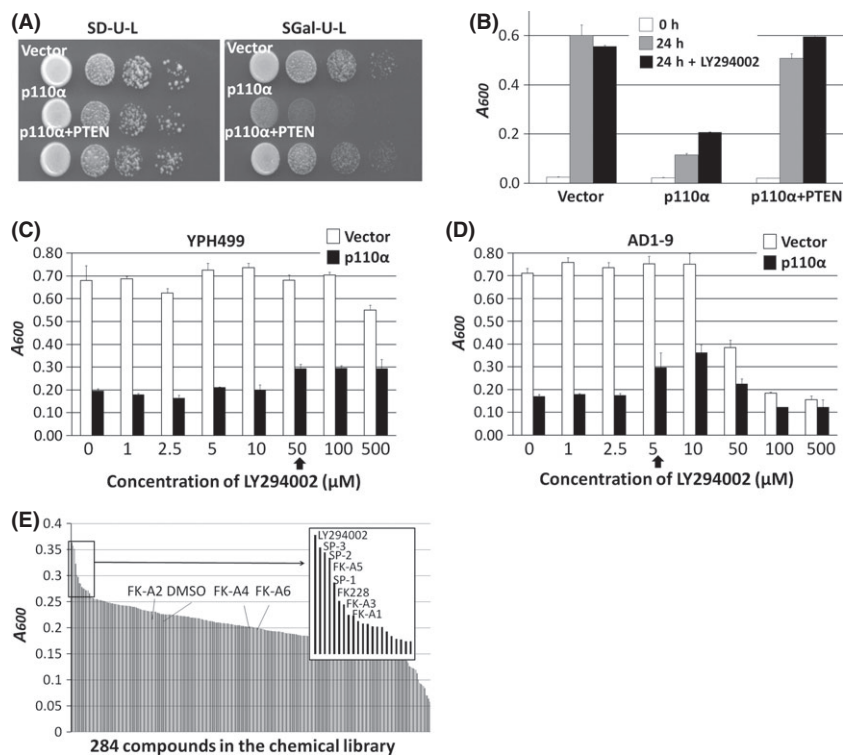 (A)
SD-U-L
SGal-U-L
Vector
p110α
p110α+PTEN
Vector
p110α
p110α+PTEN
(B)
0 h
24 h
24 h + LY294002
A600
0.6
0.4
0.2
0.0
Vector
p110α
p110α+PTEN
(C)
YPH499
Vector
p110α
A600
0.80
0.70
0.60
0.50
0.40
0.30
0.20
0.10
0.00
0 1 2.5 5 10 50 100 500
Concentration of LY294002 (µM)
(D)
AD1-9
Vector
p110α
A600
0.80
0.70
0.60
0.50
0.40
0.30
0.20
0.10
0.00
0 1 2.5 5 10 50 100 500
Concentration of LY294002 (µM)
(E)
A600
0.4
0.35
0.3
0.25
0.2
0.15
0.1
0.05
0
FK-A2 DMSO FK-A4 FK-A6
LY294002
SP-3
SP-2
FK-A5
SP-1
FK228
FK-A3
FK-A1
284 compounds in the chemical library